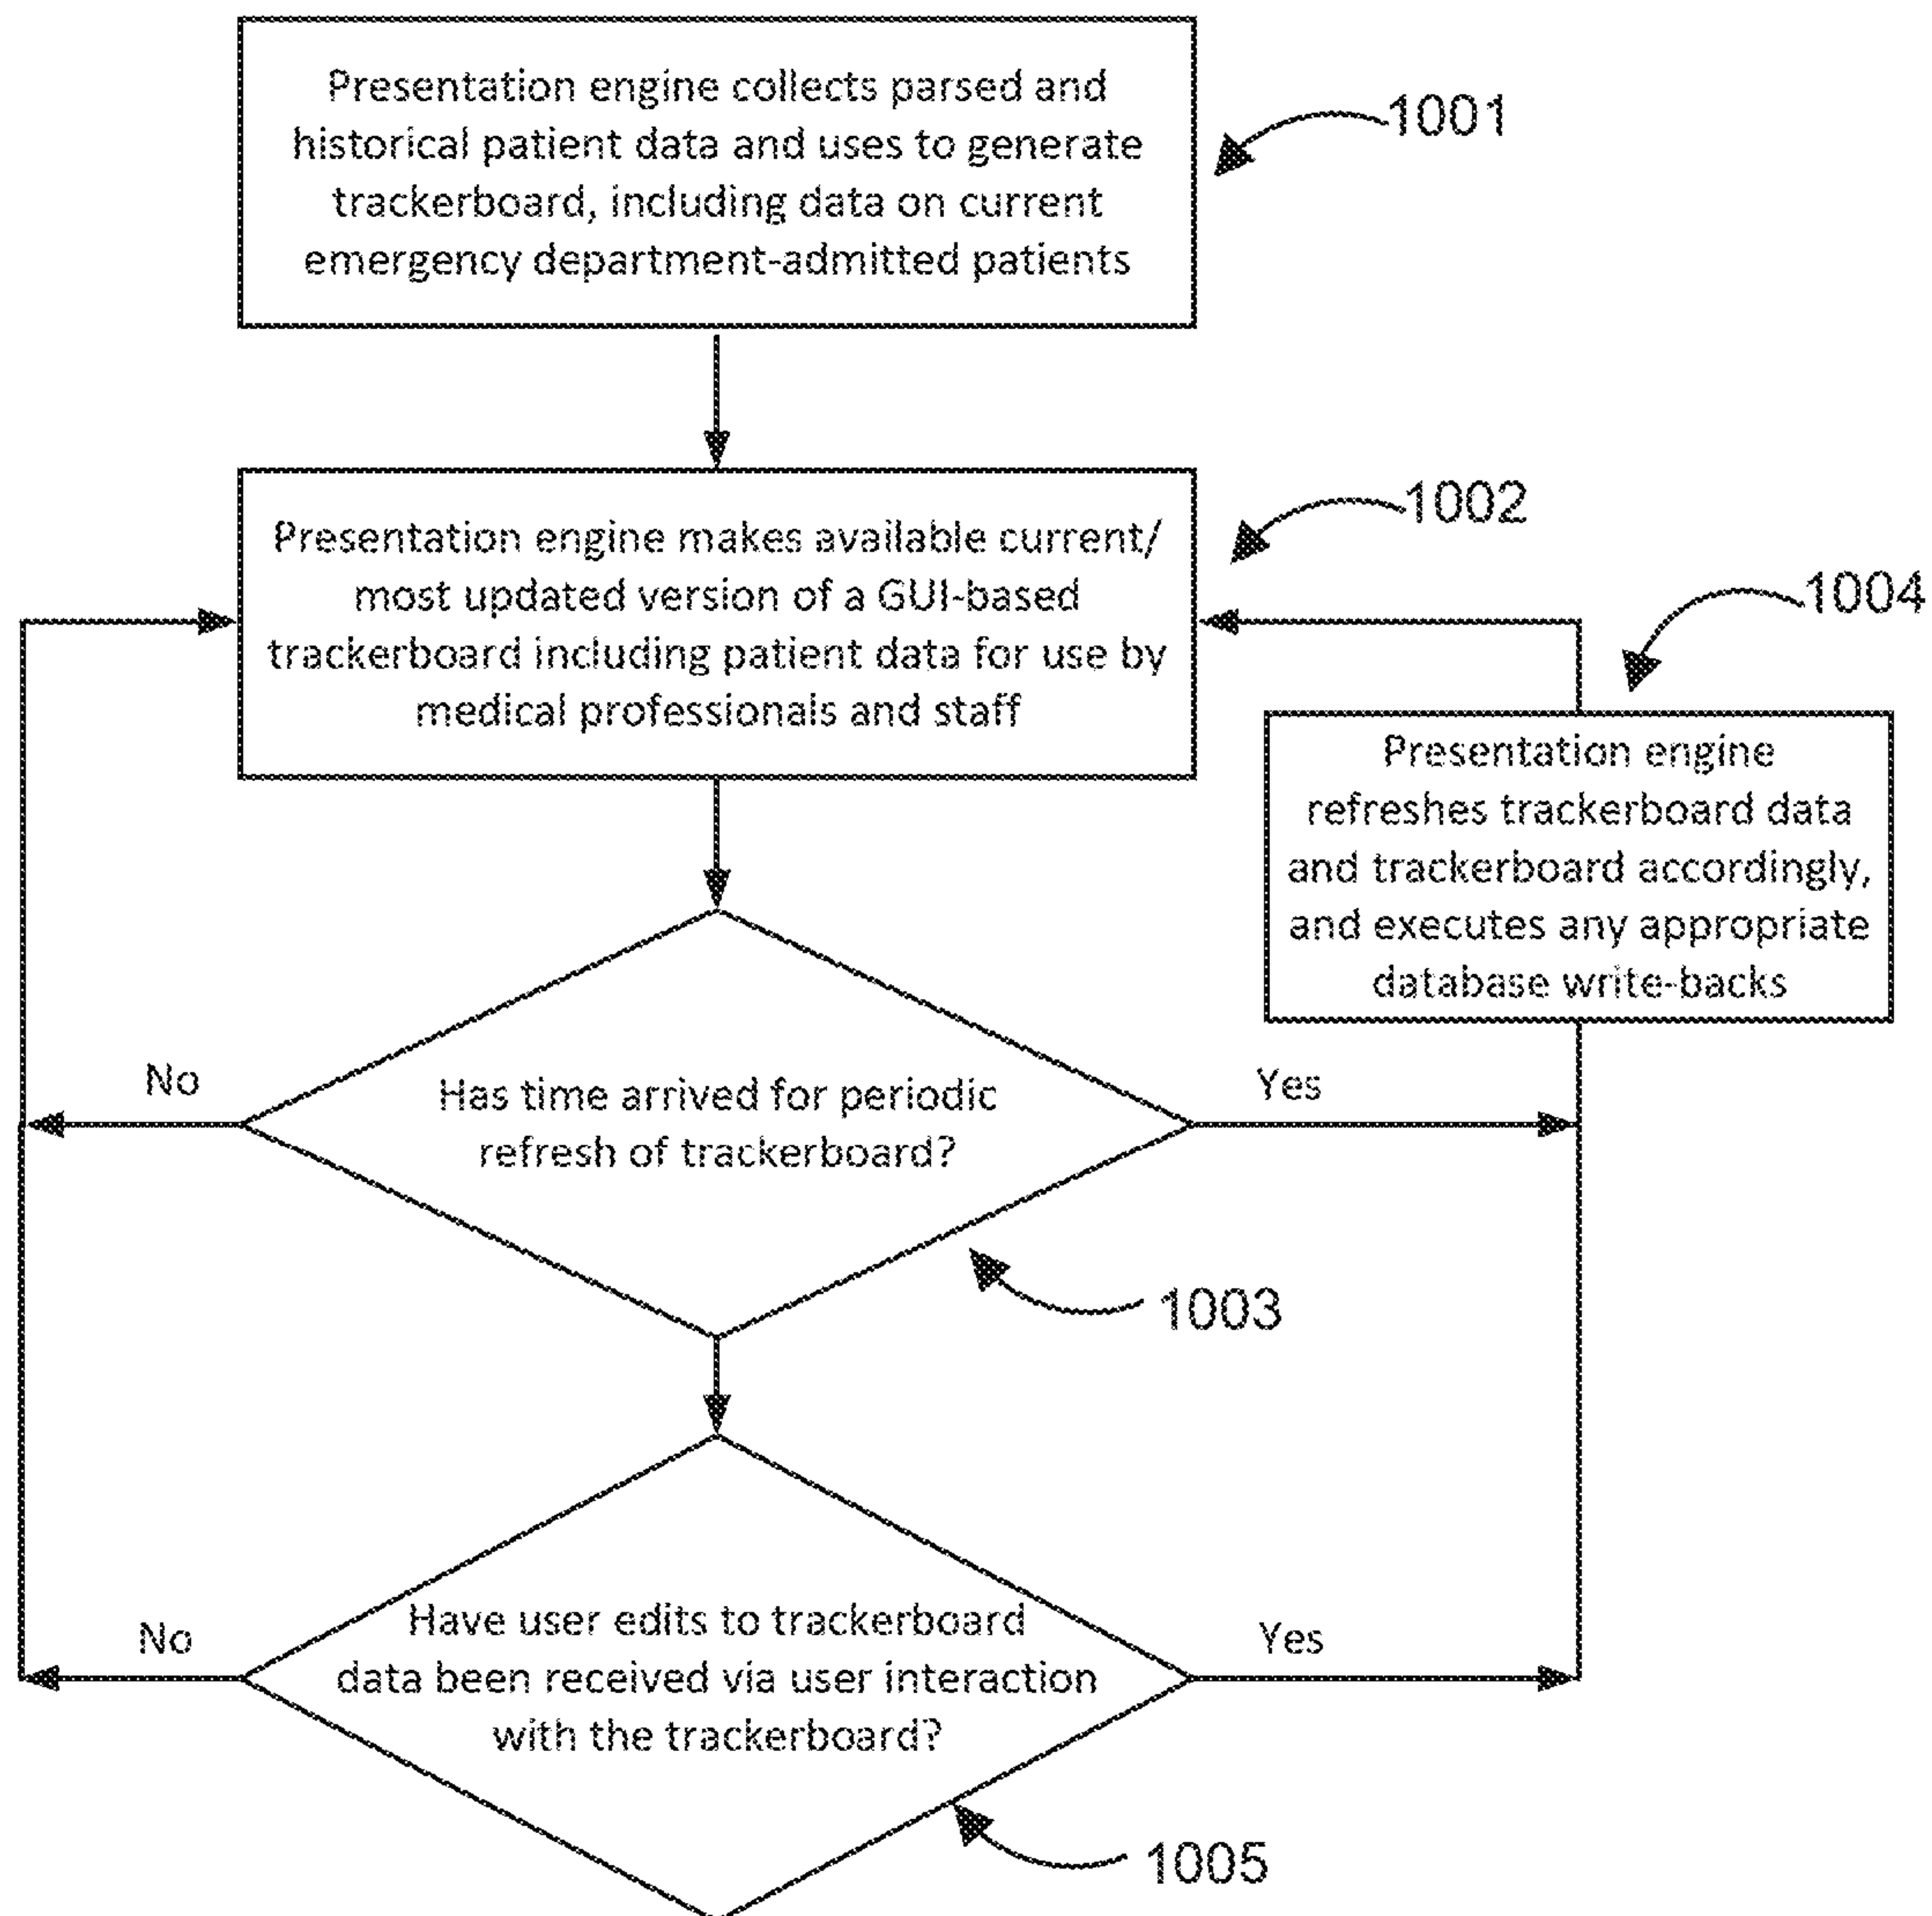 Presentation engine collects parsed and
historical patient data and uses to generate
trackerboard, including data on current
emergency department-admitted patients
1001
Presentation engine makes available current/
most updated version of a GUI-based
trackerboard including patient data for use by
medical professionals and staff
1002
1004
Presentation engine
refreshes trackerboard data
and trackerboard accordingly,
and executes any appropriate
database write-backs
No
Has time arrived for periodic
refresh of trackerboard?
Yes
1003
No
Have user edits to trackerboard
data been received via user interaction
with the trackerboard?
Yes
1005